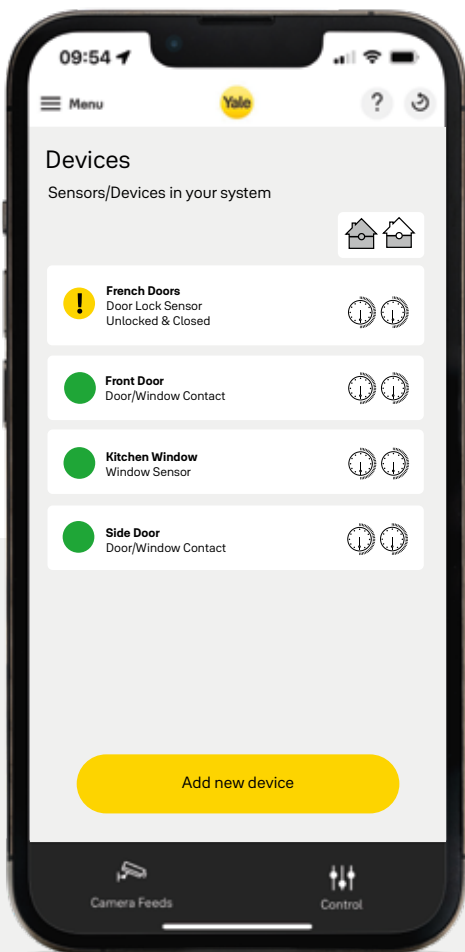 09:54
Menu
Yale
?
Devices
Sensors/Devices in your system
!
French Doors
Door Lock Sensor
Unlocked & Closed
Front Door
Door/Window Contact
Kitchen Window
Window Sensor
Side Door
Door/Window Contact
Add new device
Camera Feeds
Control